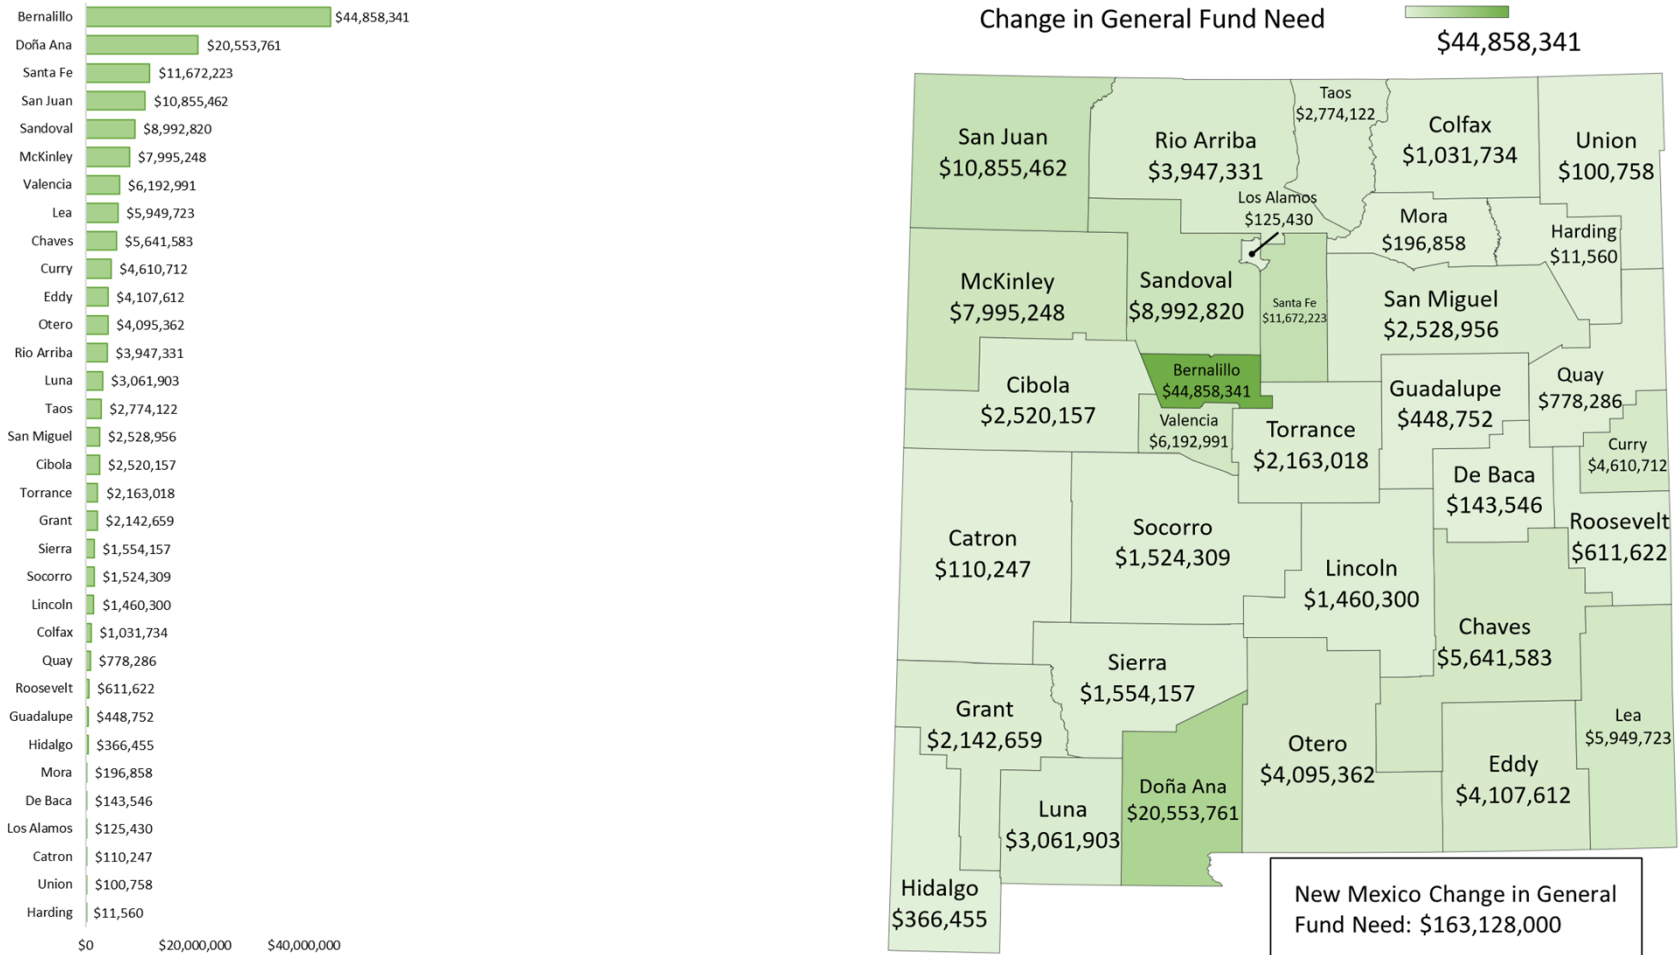 Bernalillo $44,858,341
Doña Ana $20,553,761
Santa Fe $11,672,223
San Juan $10,855,462
Sandoval $8,992,820
McKinley $7,995,248
Valencia $6,192,991
Lea $5,949,723
Chaves $5,641,583
Curry $4,610,712
Eddy $4,107,612
Otero $4,095,362
Rio Arriba $3,947,331
Luna $3,061,903
Taos $2,774,122
San Miguel $2,528,956
Cibola $2,520,157
Torrance $2,163,018
Grant $2,142,659
Sierra $1,554,157
Socorro $1,524,309
Lincoln $1,460,300
Colfax $1,031,734
Quay $778,286
Roosevelt $611,622
Guadalupe $448,752
Hidalgo $366,455
Mora $196,858
De Baca $143,546
Los Alamos $125,430
Catron $110,247
Union $100,758
Harding $11,560
$0 $20,000,000 $40,000,000
Change in General Fund Need
$44,858,341
San Juan
$10,855,462
Rio Arriba
$3,947,331
Taos
$2,774,122
Colfax
$1,031,734
Union
$100,758
Los Alamos
$125,430
Mora
$196,858
Harding
$11,560
McKinley
$7,995,248
Sandoval
$8,992,820
Santa Fe
$11,672,223
San Miguel
$2,528,956
Cibola
$2,520,157
Bernalillo
$44,858,341
Valencia
$6,192,991
Torrance
$2,163,018
Guadalupe
$448,752
Quay
$778,286
Curry
$4,610,712
De Baca
$143,546
Roosevelt
$611,622
Catron
$110,247
Socorro
$1,524,309
Lincoln
$1,460,300
Chaves
$5,641,583
Sierra
$1,554,157
Grant
$2,142,659
Otero
$4,095,362
Lea
$5,949,723
Eddy
$4,107,612
Doña Ana
$20,553,761
Luna
$3,061,903
Hidalgo
$366,455
New Mexico Change in General
Fund Need: $163,128,000